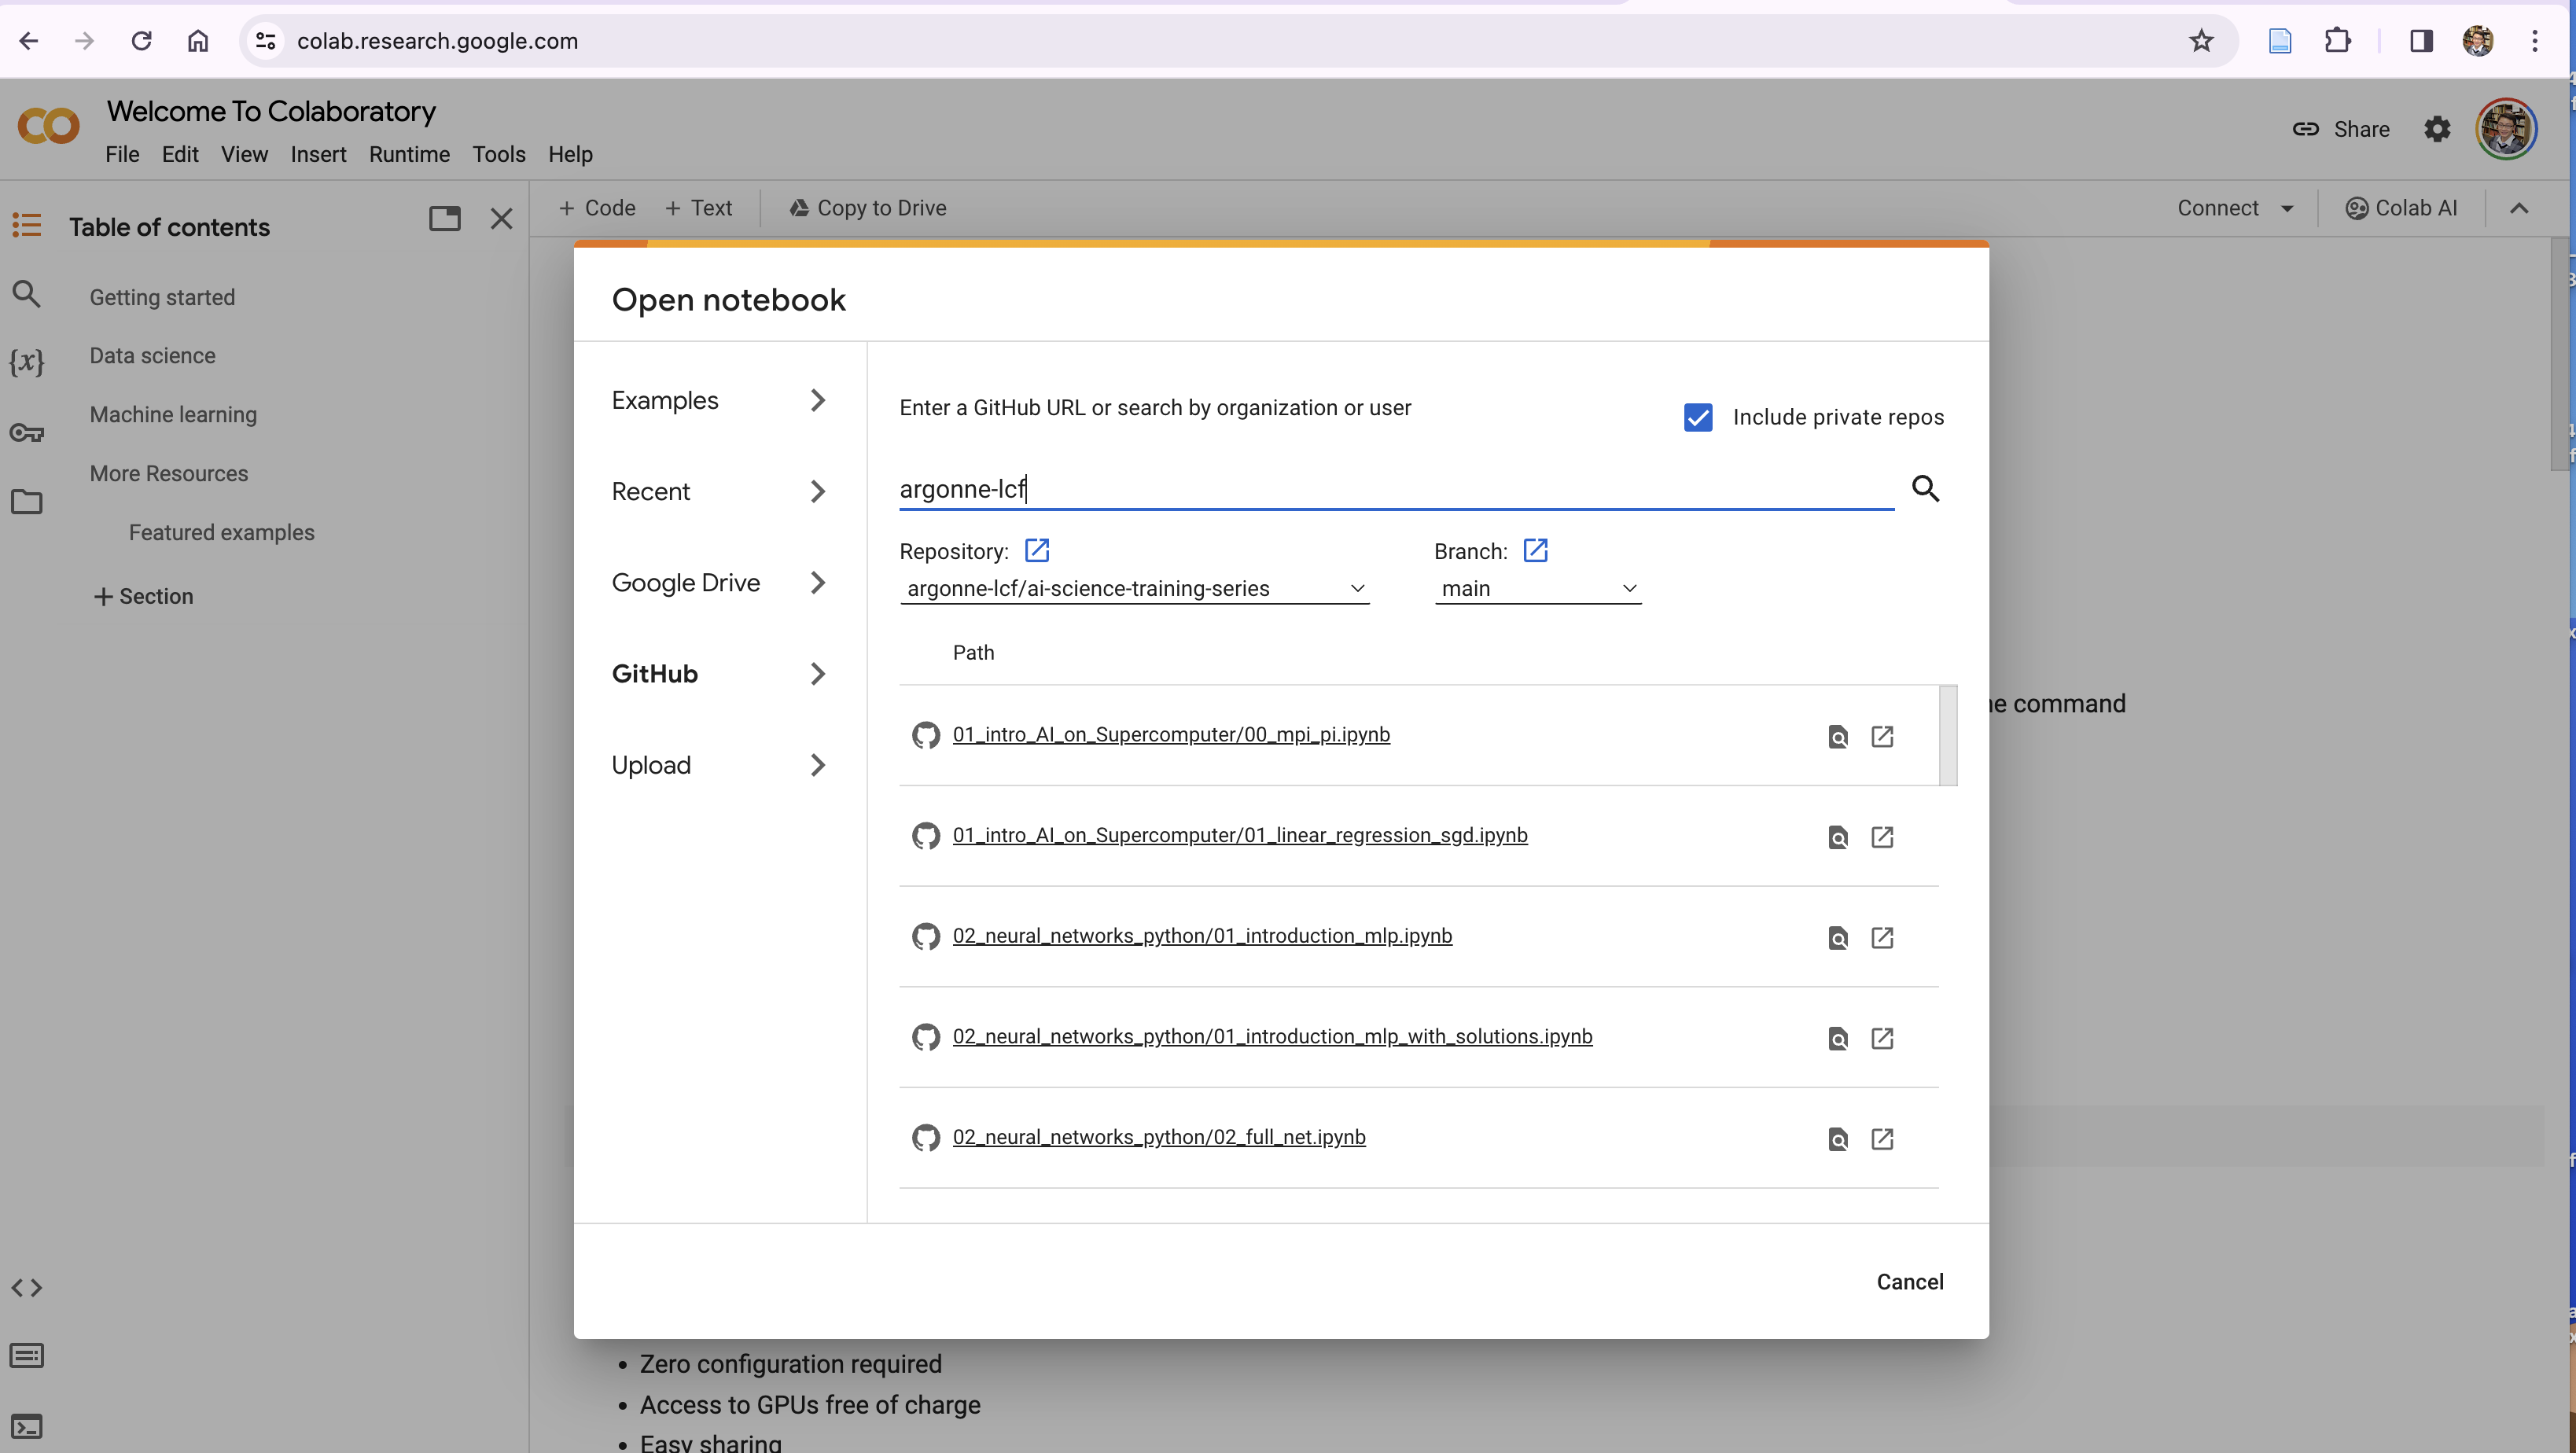 colab.research.google.com
Welcome To Colaboratory
File Edit View Insert Runtime Tools Help
Share
Table of contents
+ Code + Text Copy to Drive
Connect Colab AI
Getting started
Data science
Machine learning
More Resources
Featured examples
+ Section
Open notebook
Examples
Recent
Google Drive
GitHub
Upload
Enter a GitHub URL or search by organization or user
Include private repos
argonne-lcf
Repository: Branch:
argonne-lcf/ai-science-training-series main
Path
01_intro_AI_on_Supercomputer/00_mpi_pi.ipynb
01_intro_AI_on_Supercomputer/01_linear_regression_sgd.ipynb
02_neural_networks_python/01_introduction_mlp.ipynb
02_neural_networks_python/01_introduction_mlp_with_solutions.ipynb
02_neural_networks_python/02_full_net.ipynb
Cancel
command
• Zero configuration required
• Access to GPUs free of charge
• Easy sharing